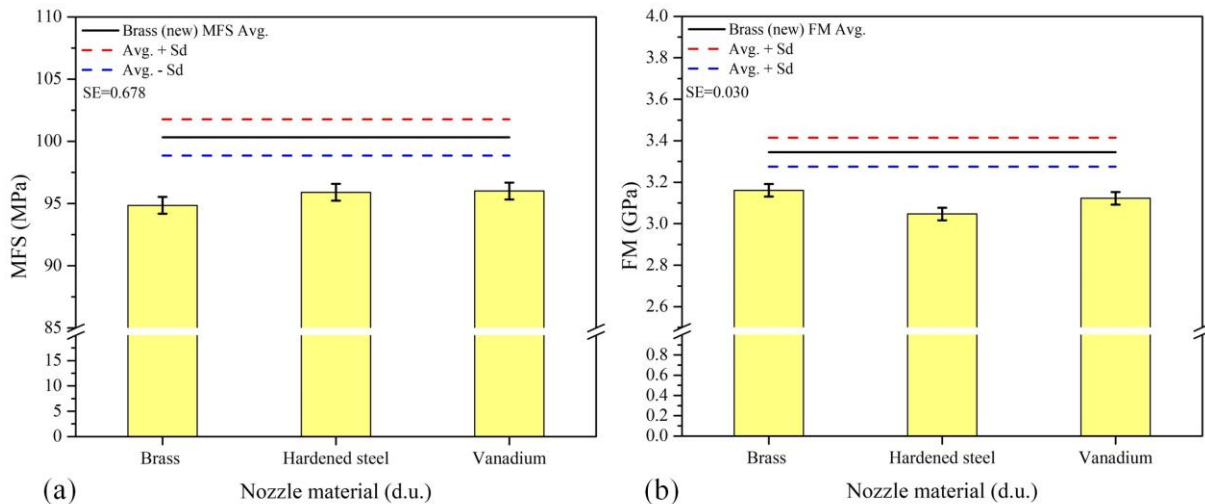 110
105
100
95
90
85
15
10
5
0
MFS (MPa)
Brass (new) MFS Avg.
Avg. + Sd
Avg. - Sd
SE=0.678
Brass
Hardened steel
Vanadium
Nozzle material (d.u.)
(a)
4.0
3.8
3.6
3.4
3.2
3.0
2.8
2.6
0.8
0.6
0.4
0.2
0.0
FM (GPa)
Brass (new) FM Avg.
Avg. + Sd
Avg. + Sd
SE=0.030
Brass
Hardened steel
Vanadium
Nozzle material (d.u.)
(b)